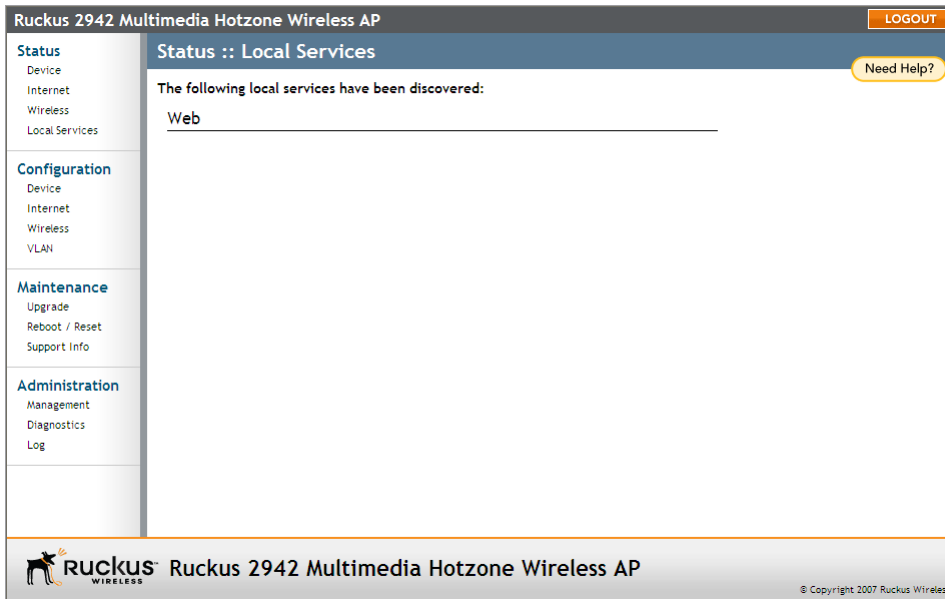 Ruckus 2942 Multimedia Hotzone Wireless AP
LOGOUT
Status
Device
Internet
Wireless
Local Services
Configuration
Device
Internet
Wireless
VLAN
Maintenance
Upgrade
Reboot / Reset
Support Info
Administration
Management
Diagnostics
Log
Status :: Local Services
Need Help?
The following local services have been discovered:
Web
RUCKUS WIRELESS
Ruckus 2942 Multimedia Hotzone Wireless AP
© Copyright 2007 Ruckus